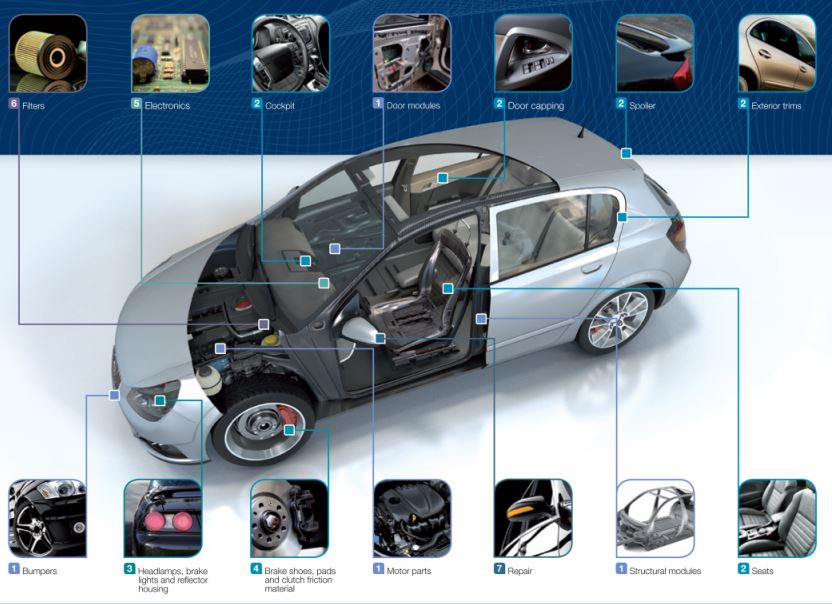 6 Filters
5 Electronics
2 Cockpit
1 Door modules
2 Door capping
2 Spoiler
2 Exterior trims
1 Bumpers
3 Headlamps, brake
lights and reflector
housing
4 Brake shoes, pads
and clutch friction
material
1 Motor parts
7 Repair
1 Structural modules
2 Seats